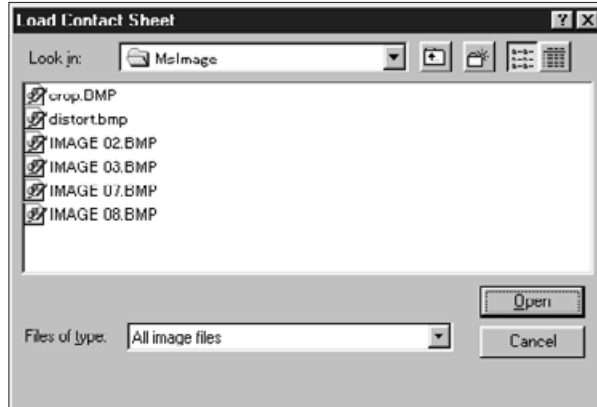 Load Contact Sheet
Look in: MsImage
crop.BMP
distort.bmp
IMAGE 02.BMP
IMAGE 03.BMP
IMAGE 07.BMP
IMAGE 08.BMP
Open
Files of type: All image files
Cancel